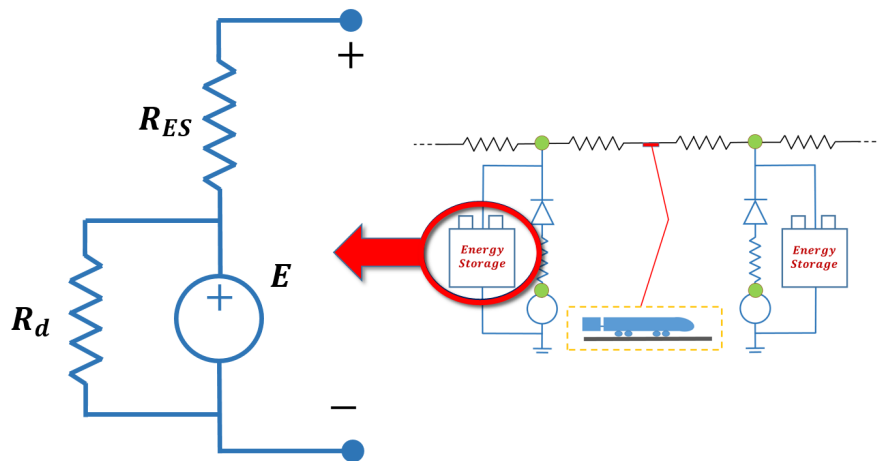 +
R_ES
E
+
R_d
−
Energy
Storage
Energy
Storage